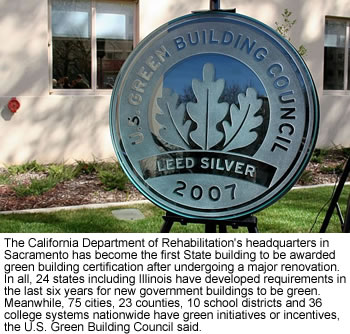 U.S. GREEN BUILDING COUNCIL
LEED SILVER
2007
The California Department of Rehabilitation's headquarters in
Sacramento has become the first State building to be awarded
green building certification after undergoing a major renovation.
In all, 24 states including Illinois have developed requirements in
the last six years for new government buildings to be green.
Meanwhile, 75 cities, 23 counties, 10 school districts and 36
college systems nationwide have green initiatives or incentives,
the U.S. Green Building Council said.